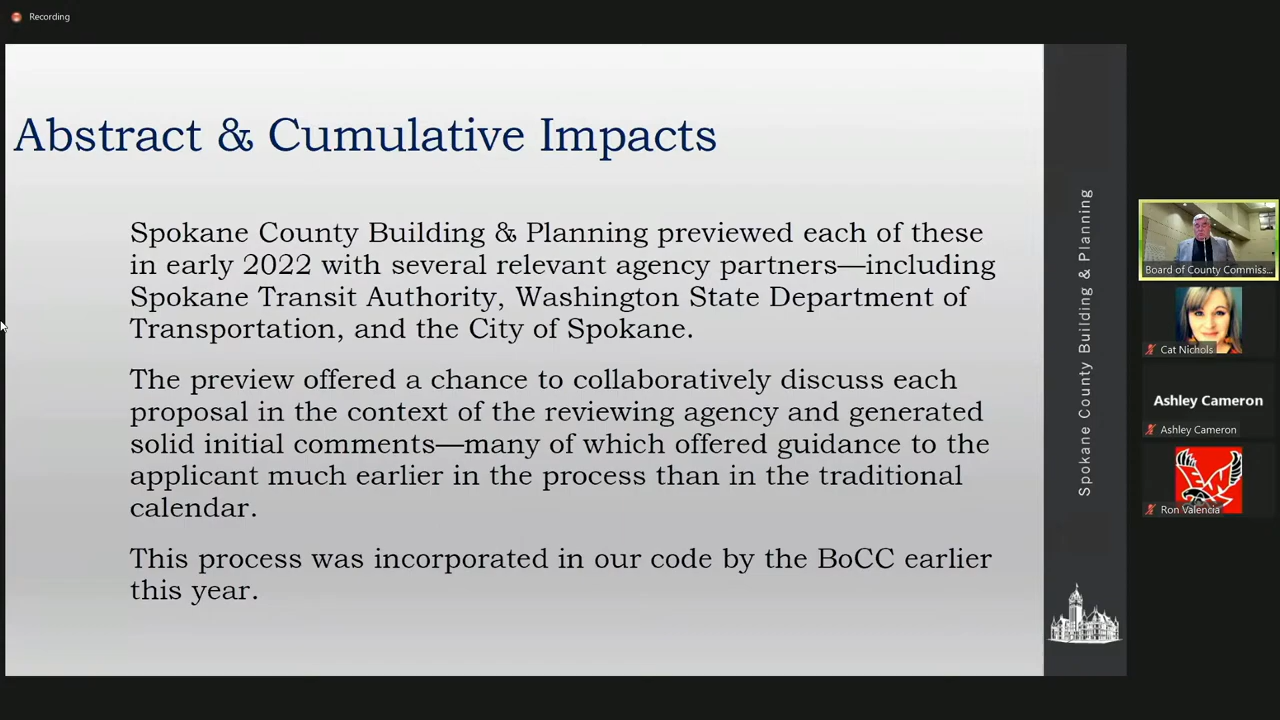 Recording
Abstract & Cumulative Impacts
Spokane County Building & Planning previewed each of these
in early 2022 with several relevant agency partners—including
Spokane Transit Authority, Washington State Department of
Transportation, and the City of Spokane.
The preview offered a chance to collaboratively discuss each
proposal in the context of the reviewing agency and generated
solid initial comments—many of which offered guidance to the
applicant much earlier in the process than in the traditional
calendar.
This process was incorporated in our code by the BoCC earlier
this year.
Spokane County Building & Planning
Board of County Commiss...
Cat Nichols
Ashley Cameron
Ashley Cameron
Ron Valencia